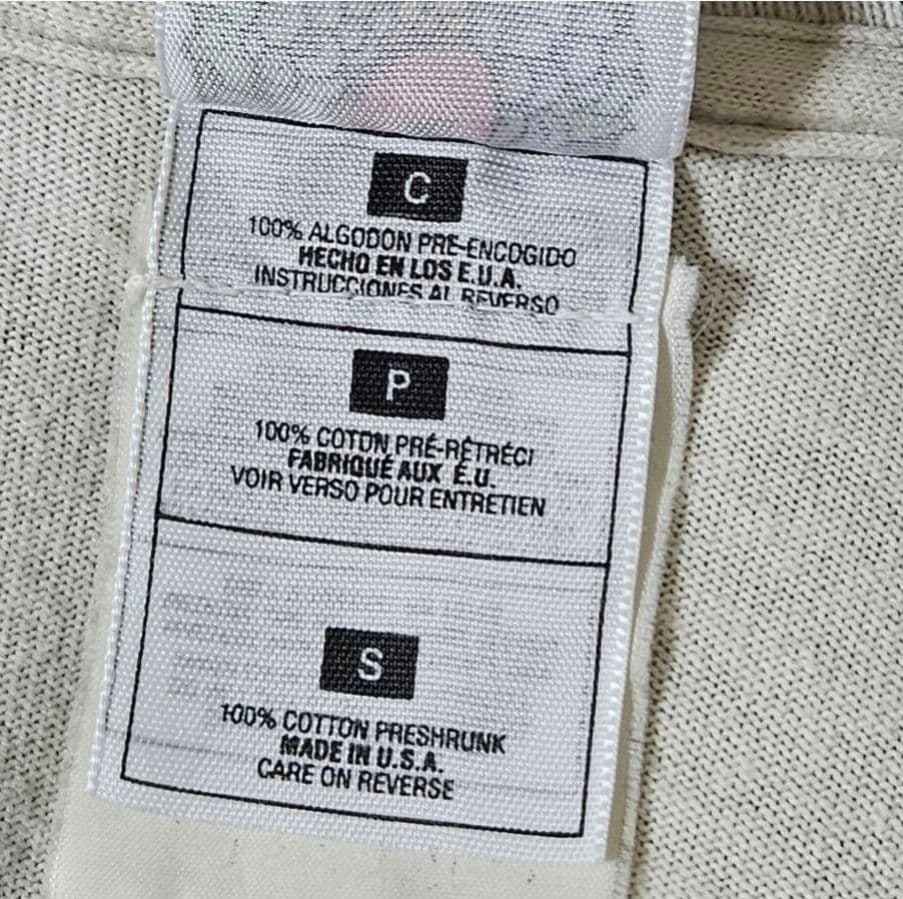 C
100% ALGODON PRE-ENCOGIDO
HECHO EN LOS E.U.A.
INSTRUCCIONES AL REVERSO
P
100% COTON PRÉ-RÊTRÉCI
FABRIQUÉ AUX É.U.
VOIR VERSO POUR ENTRETIEN
S
100% COTTON PRESHRUNK
MADE IN U.S.A.
CARE ON REVERSE